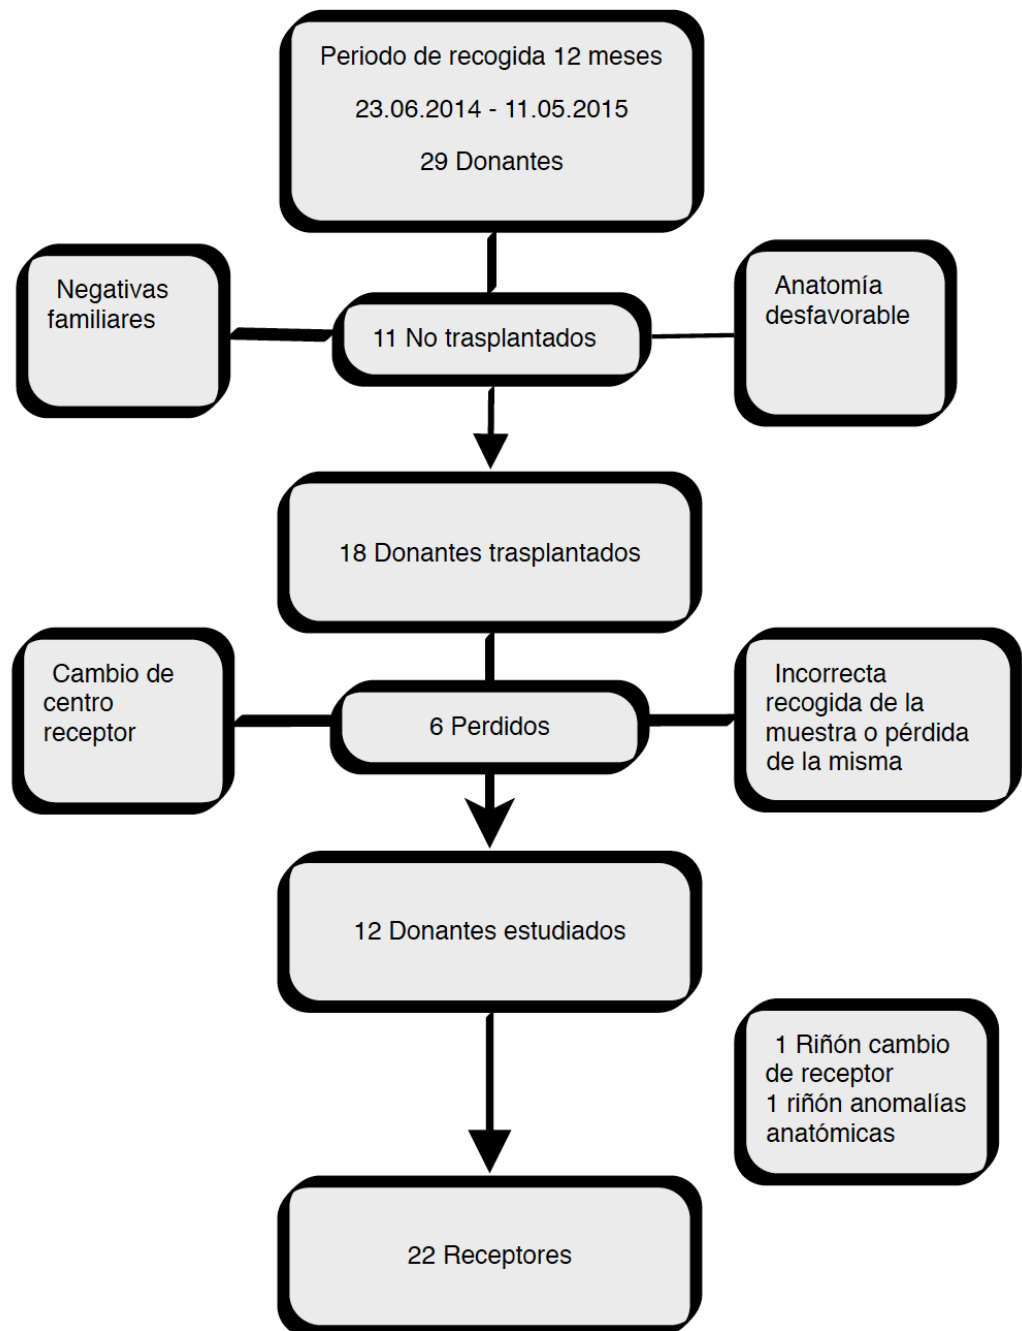 Periodo de recogida 12 meses
23.06.2014 - 11.05.2015
29 Donantes
Negativas
familiares
11 No trasplantados
Anatomía
desfavorable
18 Donantes trasplantados
Cambio de
centro
receptor
6 Perdidos
Incorrecta
recogida de la
muestra o pérdida
de la misma
12 Donantes estudiados
1 Riñón cambio
de receptor
1 riñón anomalías
anatómicas
22 Receptores